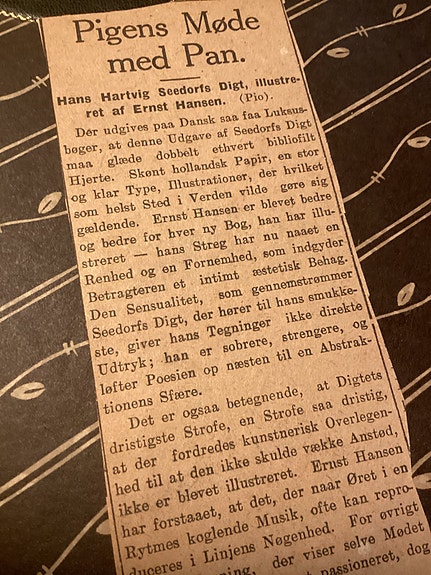 Pigens Møde
med Pan.
Hans Hartvig Seedorfs Digt, illustre-
ret af Ernst Hansen. (Pio).
Dér udgives paa Dansk saa faa Luksus-
bøger, at denne Udgave af Seedorfs Digt
maa glæde dobbelt ethvert bibliofilt
Hjerte. Skønt hollandsk Papir, en stor
og klar Type, Illustrationer, der hvilket
som helst Sted i Verden vilde gøre sig
gældende. Ernst Hansen er blevet bedre
og bedre for hver ny Bog, han har illu-
streret — hans Streg har nu naaet en
Renhed og en Fornemhed, som indgyder
Betragteren et intimt æstetisk Behag.
Den Sensualitet, som gennemstrømmer
Seedorfs Digt, der hører til hans smukke-
ste, giver hans Tegninger ikke direkte
Udtryk; han er sobrere, strengere, og
løfter Poesien op næsten til en Abstrak-
tionens Sfære.
Det er ogsaa betegnende, at Digtets
dristigste Strofe, en Strofe saa dristig,
at der fordredes kunstnerisk Overlegen-
hed til at den ikke skulde vække Anstød,
ikke er blevet illustreret. Ernst Hansen
har forstaaet, at det, der naar Øret i en
Rytmes koglende Musik, ofte kan repro-
duceres i Linjens Nøgenhed. For øvrigt
der viser selve Mødet
passioneret, dog